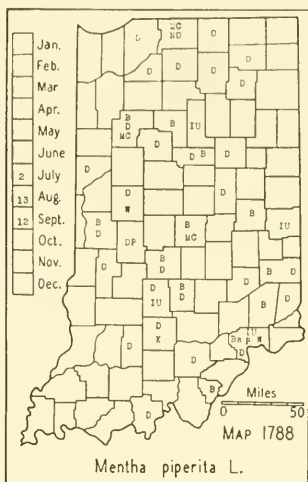 Jan.
Feb.
Mar
Apr.
May
June
2 July
13 Aug.
12 Sept.
Oct.
Nov.
Dec.
L
MC
ND
D
D
D
D
D
D
D
B
D
MC
IU
D
D B
D
B
D
D
W
B
D
DP
B
MC
B
IU
D
B
D
B
D
D
IU
B
D
B
D
D
K
D
IU
Ba P W
D
D
B
D
Miles
0 50
MAP 1788
Mentha piperita L.